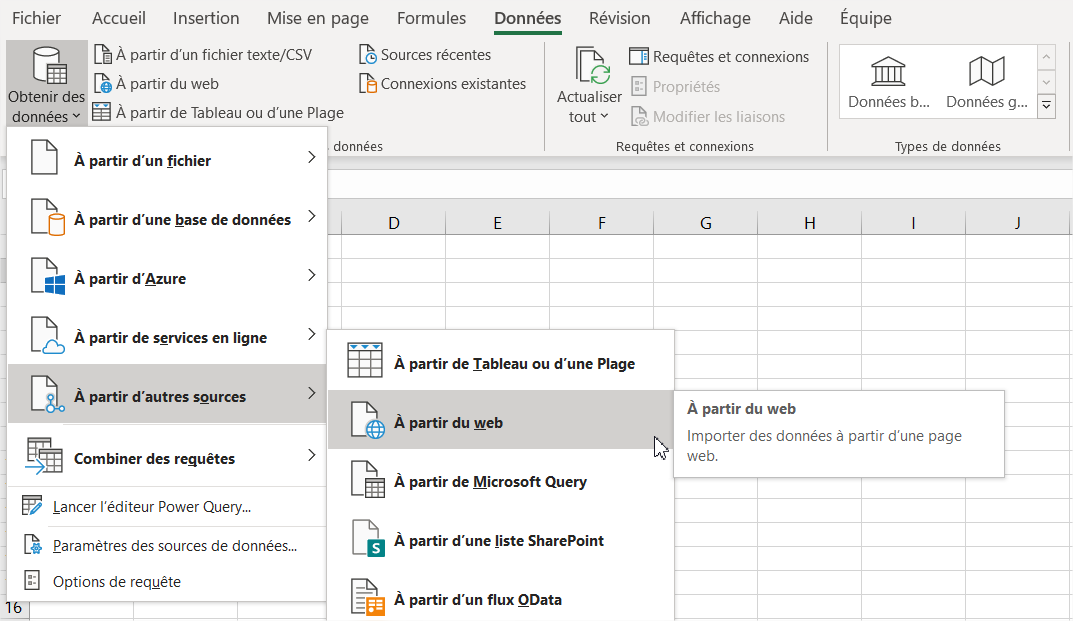 Fichier Accueil Insertion Mise en page Formules Données Révision Affichage Aide Équipe
Obtenir des
données
À partir d’un fichier texte/CSV
À partir du web
À partir de Tableau ou d’une Plage
Sources récentes
Connexions existantes
données
Actualiser
tout
Requêtes et connexions
Propriétés
Modifier les liaisons
Requêtes et connexions
Données b...
Données g...
Types de données
À partir d’un fichier
À partir d’une base de données
À partir d’Azure
À partir de services en ligne
À partir d’autres sources
Combiner des requêtes
Lancer l’éditeur Power Query...
Paramètres des sources de données...
Options de requête
D E F G H I J
À partir de Tableau ou d’une Plage
À partir du web
À partir de Microsoft Query
À partir d’une liste SharePoint
À partir d’un flux OData
À partir du web
Importer des données à partir d’une page
web.
16